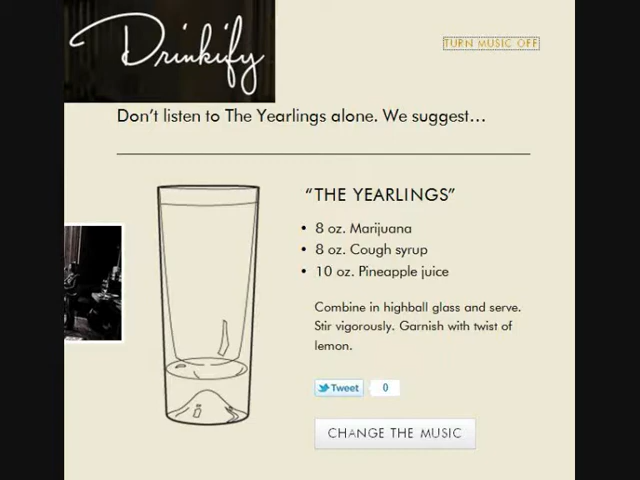 Drinkify
TURN MUSIC OFF
Don't listen to The Yearlings alone. We suggest...
"THE YEARLINGS"
• 8 oz. Marijuana
• 8 oz. Cough syrup
• 10 oz. Pineapple juice
Combine in highball glass and serve.
Stir vigorously. Garnish with twist of
lemon.
Tweet 0
CHANGE THE MUSIC